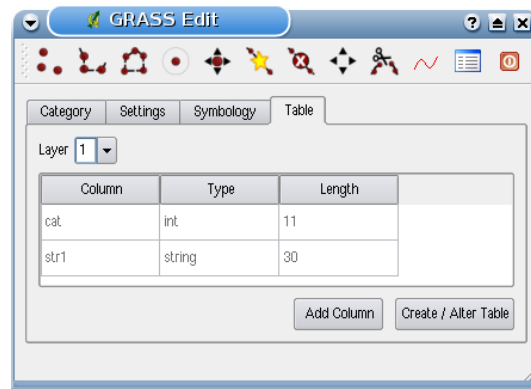 GRASS Edit
Category Settings Symbology Table
Layer 1
Column Type Length
cat int 11
str1 string 30
Add Column Create / Alter Table